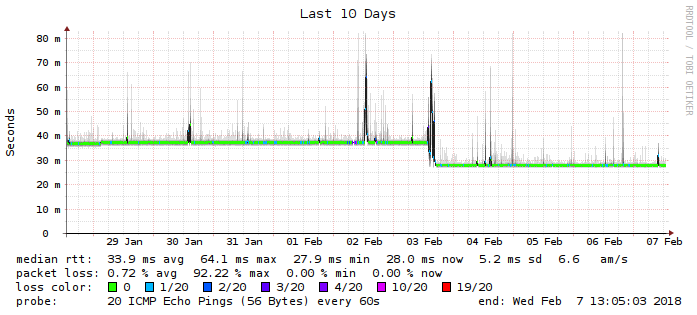 Last 10 Days
RRDTOOL / TOBI OETIKER
Seconds
80 m
70 m
60 m
50 m
40 m
30 m
20 m
10 m
0
29 Jan 30 Jan 31 Jan 01 Feb 02 Feb 03 Feb 04 Feb 05 Feb 06 Feb 07 Feb
median rtt: 33.9 ms avg 64.1 ms max 27.9 ms min 28.0 ms now 5.2 ms sd 6.6 am/s
packet loss: 0.72 % avg 92.22 % max 0.00 % min 0.00 % now
loss color: 0 1/20 2/20 3/20 4/20 10/20 19/20
probe: 20 ICMP Echo Pings (56 Bytes) every 60s end: Wed Feb 7 13:05:03 2018